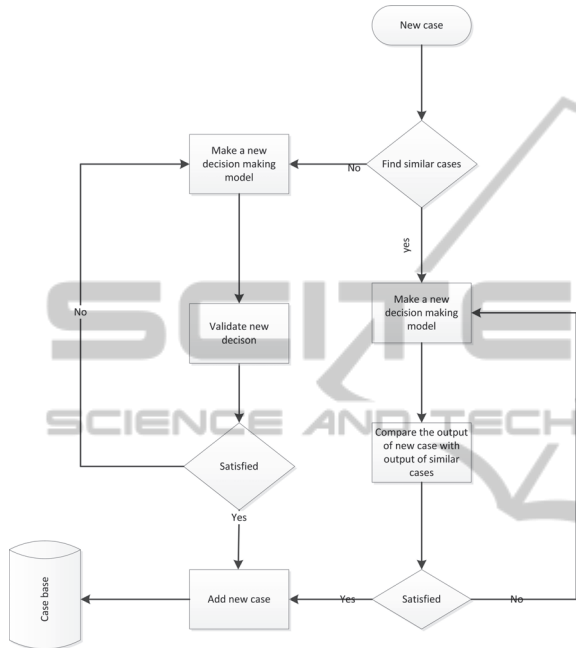 New case
Find similar cases
No
Make a new
decision making
model
yes
Make a new
decision making
model
No
Validate new
decison
Compare the output
of new case with
output of similar
cases
Satisfied
Yes
Case base
Add new case
Yes
Satisfied
No
SCITE
SCIENCE AND TECH